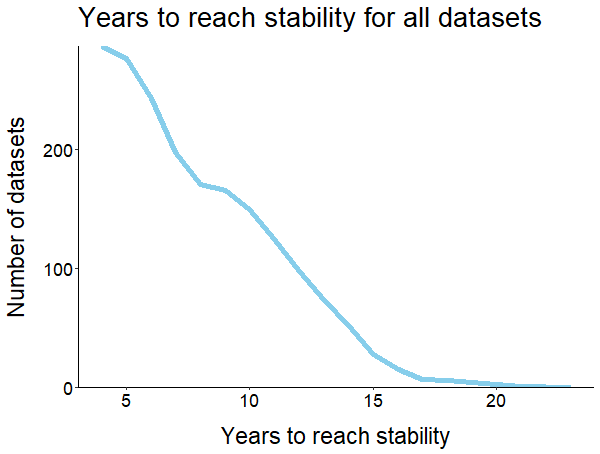 Years to reach stability for all datasets
Number of datasets
200
100
0
5 10 15 20
Years to reach stability